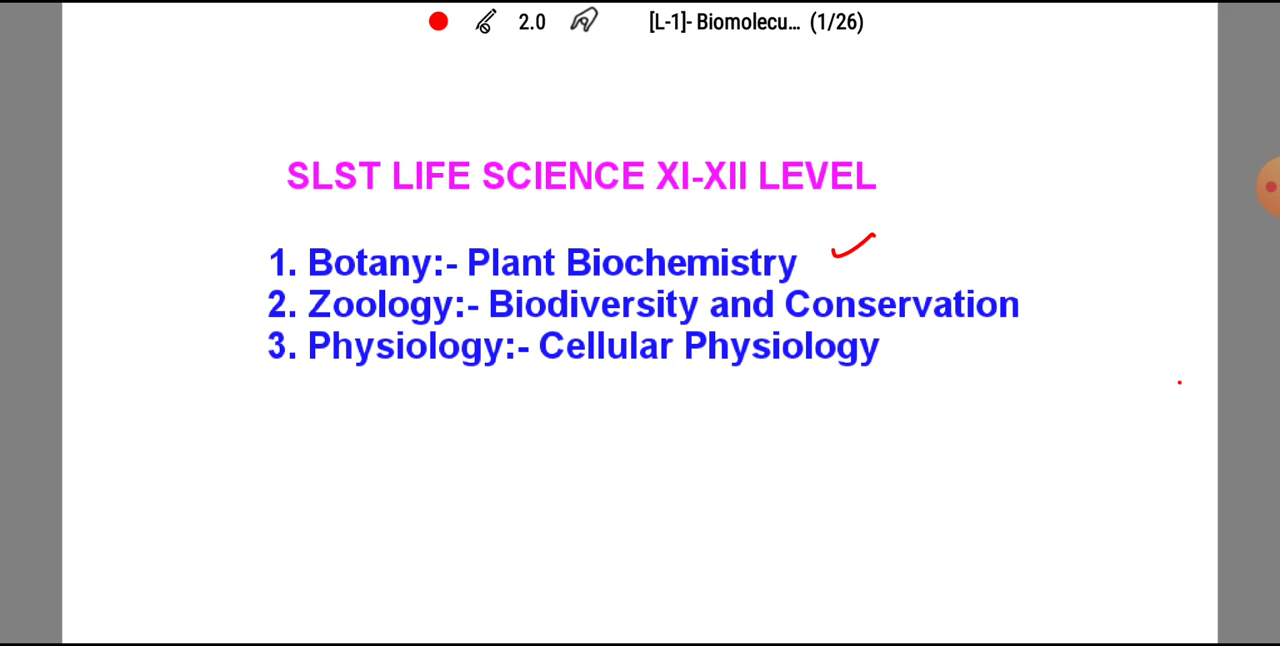 2.0 [L-1]- Biomolecu... (1/26)
SLST LIFE SCIENCE XI-XII LEVEL
1. Botany:- Plant Biochemistry
2. Zoology:- Biodiversity and Conservation
3. Physiology:- Cellular Physiology